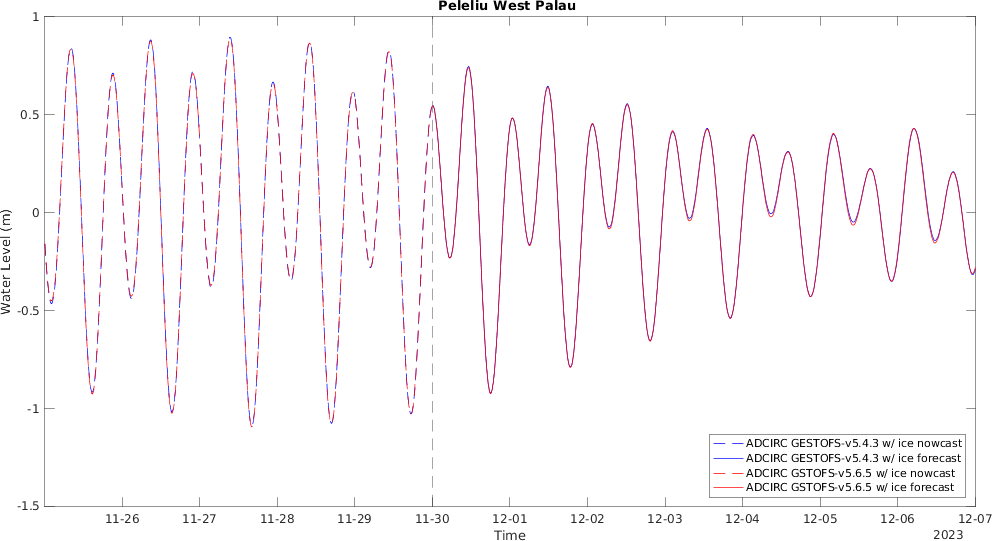 Peleliu West Palau
1
0.5
0
-0.5
-1
-1.5
Water Level (m)
11-26
11-27
11-28
11-29
11-30
12-01
12-02
12-03
12-04
12-05
12-06
12-07
Time
2023
ADCIRC GESTOFS-v5.4.3 w/ ice nowcast
ADCIRC GESTOFS-v5.4.3 w/ ice forecast
ADCIRC GSTOFS-v5.6.5 w/ ice nowcast
ADCIRC GSTOFS-v5.6.5 w/ ice forecast